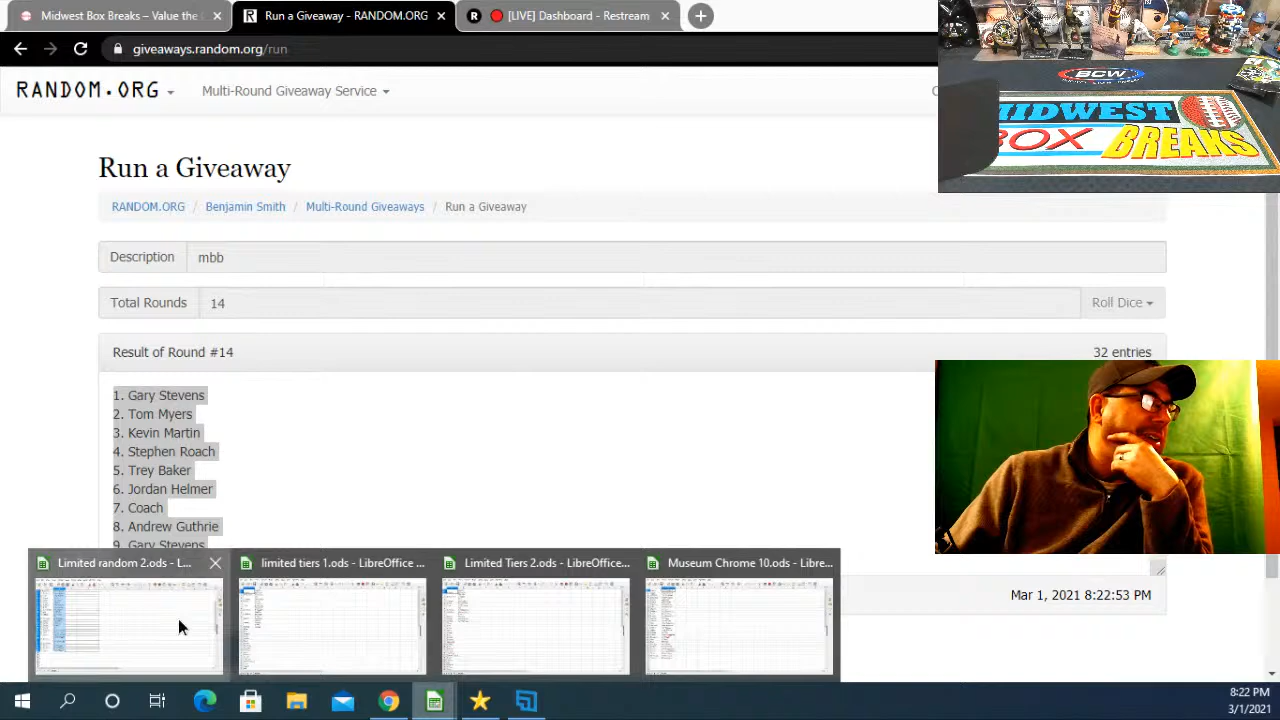 Midwest Box Breaks – Value the
Run a Giveaway - RANDOM.ORG
[LIVE] Dashboard - Restream
giveaways.random.org/run
RANDOM.ORG
Multi-Round Giveaway Service
BCW
MIDWEST
BOX BREAKS
Run a Giveaway
RANDOM.ORG / Benjamin Smith / Multi-Round Giveaways / Run a Giveaway
Description mbb
Total Rounds 14 Roll Dice
Result of Round #14 32 entries
1. Gary Stevens
2. Tom Myers
3. Kevin Martin
4. Stephen Roach
5. Trey Baker
6. Jordan Helmer
7. Coach
8. Andrew Guthrie
9. Gary Stevens
Limited random 2.ods - L...
limited tiers 1.ods - LibreOffice ...
Limited Tiers 2.ods - LibreOffice...
Museum Chrome 10.ods - Libre...
Mar 1, 2021 8:22:53 PM
8:22 PM
3/1/2021